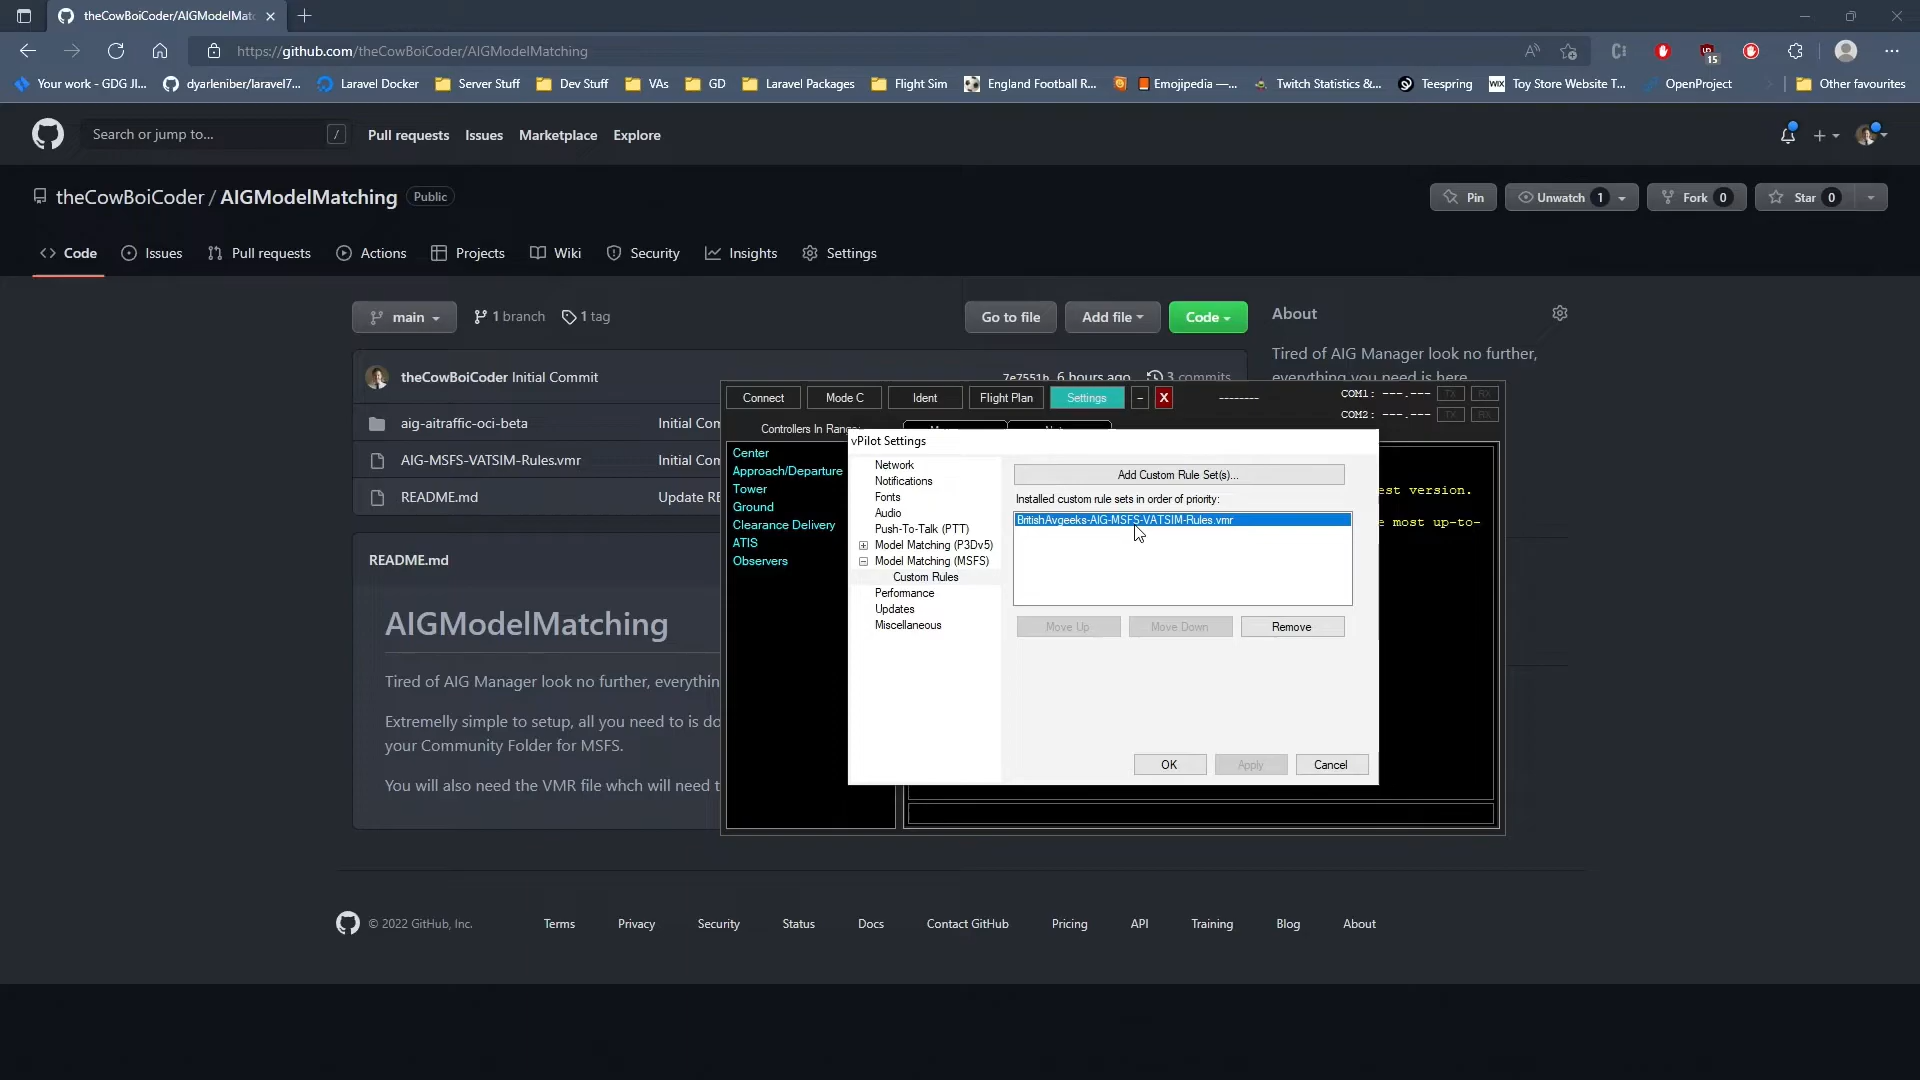 theCowBoiCoder/AIGModelMatc
https://github.com/theCowBoiCoder/AIGModelMatching
15
Your work - GDG JI...
dyarleniber/laravel7...
Laravel Docker
Server Stuff
Dev Stuff
VAs
GD
Laravel Packages
Flight Sim
England Football R...
Emojipedia —...
Twitch Statistics &...
Teespring
WIX
Toy Store Website T...
OpenProject
Other favourites
Search or jump to...
/
Pull requests
Issues
Marketplace
Explore
theCowBoiCoder / AIGModelMatching
Public
Pin
Unwatch 1
Fork 0
Star 0
Code
Issues
Pull requests
Actions
Projects
Wiki
Security
Insights
Settings
main
1 branch
1 tag
Go to file
Add file
Code
About
Tired of AIG Manager look no further,
everything you need is here
theCowBoiCoder Initial Commit
7e7551b 6 hours ago
3 commits
aig-aitraffic-oci-beta
Initial Com
AIG-MSFS-VATSIM-Rules.vmr
Initial Com
README.md
Update RE
README.md
AIGModelMatching
Tired of AIG Manager look no further, everythin
Extremelly simple to setup, all you need to is do
your Community Folder for MSFS.
You will also need the VMR file whch will need t
Connect
Mode C
Ident
Flight Plan
Settings
–
X
--------
COM1: ---.---
TX
RX
COM2: ---.---
TX
RX
Controllers In Range:
Center
Approach/Departure
Tower
Ground
Clearance Delivery
ATIS
Observers
est version.
e most up-to-
vPilot Settings
Network
Notifications
Fonts
Audio
Push-To-Talk (PTT)
Model Matching (P3Dv5)
Model Matching (MSFS)
Custom Rules
Performance
Updates
Miscellaneous
Add Custom Rule Set(s)...
Installed custom rule sets in order of priority:
BritishAvgeeks-AIG-MSFS-VATSIM-Rules.vmr
Move Up
Move Down
Remove
OK
Apply
Cancel
© 2022 GitHub, Inc.
Terms
Privacy
Security
Status
Docs
Contact GitHub
Pricing
API
Training
Blog
About